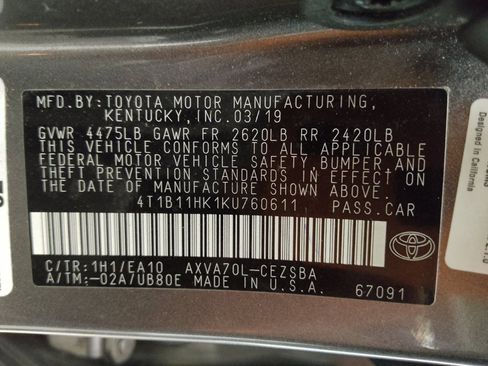 MFD.BY:TOYOTA MOTOR MANUFACTURING,
KENTUCKY,INC.03/19
GVWR 4475LB GAWR FR 2620LB RR 2420LB
THIS VEHICLE CONFORMS TO ALL APPLICABLE
FEDERAL MOTOR VEHICLE SAFETY,BUMPER AND
THEFT PREVENTION STANDARDS IN EFFECT ON
THE DATE OF MANUFACTURE SHOWN ABOVE.
4T1B11HK1KU760611 PASS.CAR
C/TR:1H1/EA10 AXVA70L-CEZSBA
A/TM:-02A/UB80E MADE IN U.S.A. 67091
TOYOTA
Designed in California